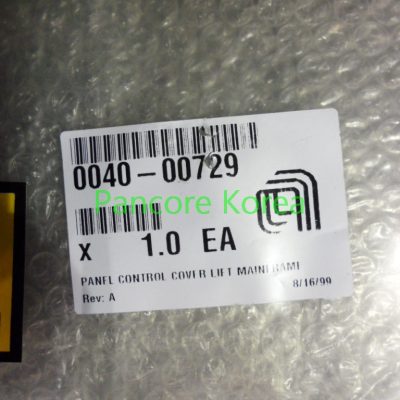 0040-00729
Pancore Korea
X 1.0 EA
PANEL CONTROL COVER LIFT MAINFRAME
Rev: A 8/16/99